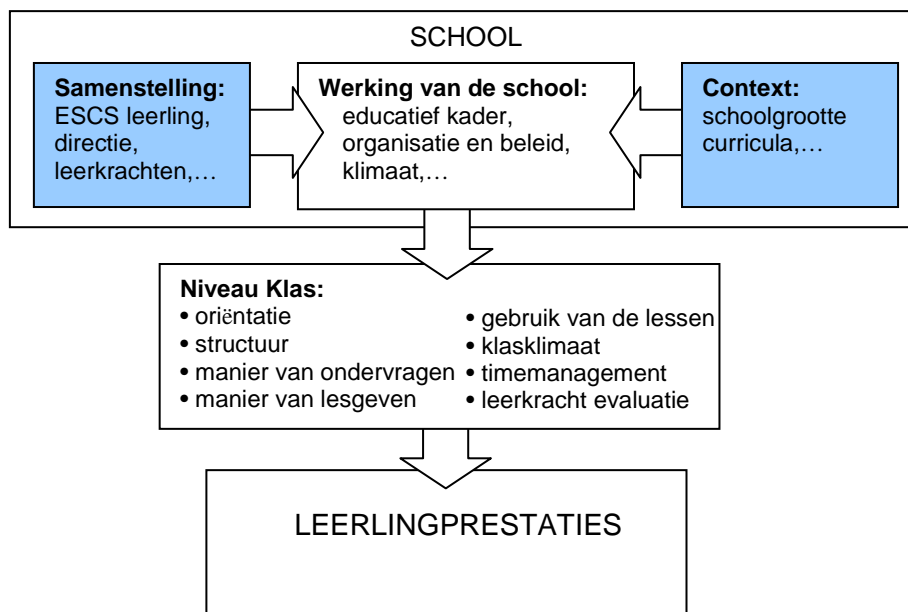 SCHOOL
Samenstelling:
ESCS leerling,
directie,
leerkrachten,…
Werking van de school:
educatief kader,
organisatie en beleid,
klimaat,…
Context:
schoolgrootte
curricula,…
Niveau Klas:
• oriëntatie
• structuur
• manier van ondervragen
• manier van lesgeven
• gebruik van de lessen
• klasklimaat
• timemanagement
• leerkracht evaluatie
LEERLINGPRESTATIES